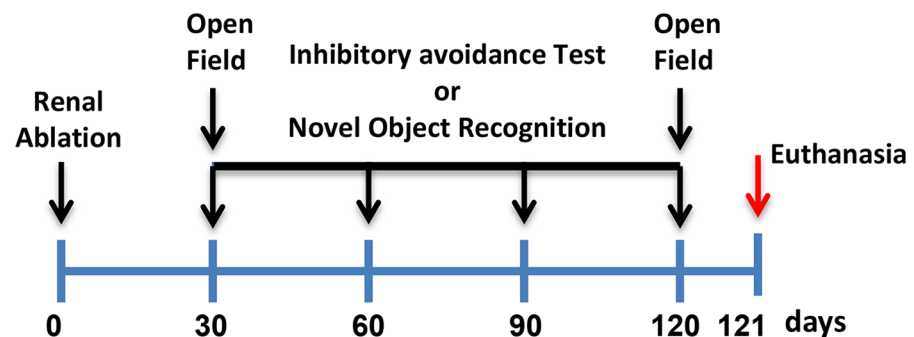 Open
Field
Inhibitory avoidance Test
or
Novel Object Recognition
Open
Field
Renal
Ablation
Euthanasia
0 30 60 90 120 121 days